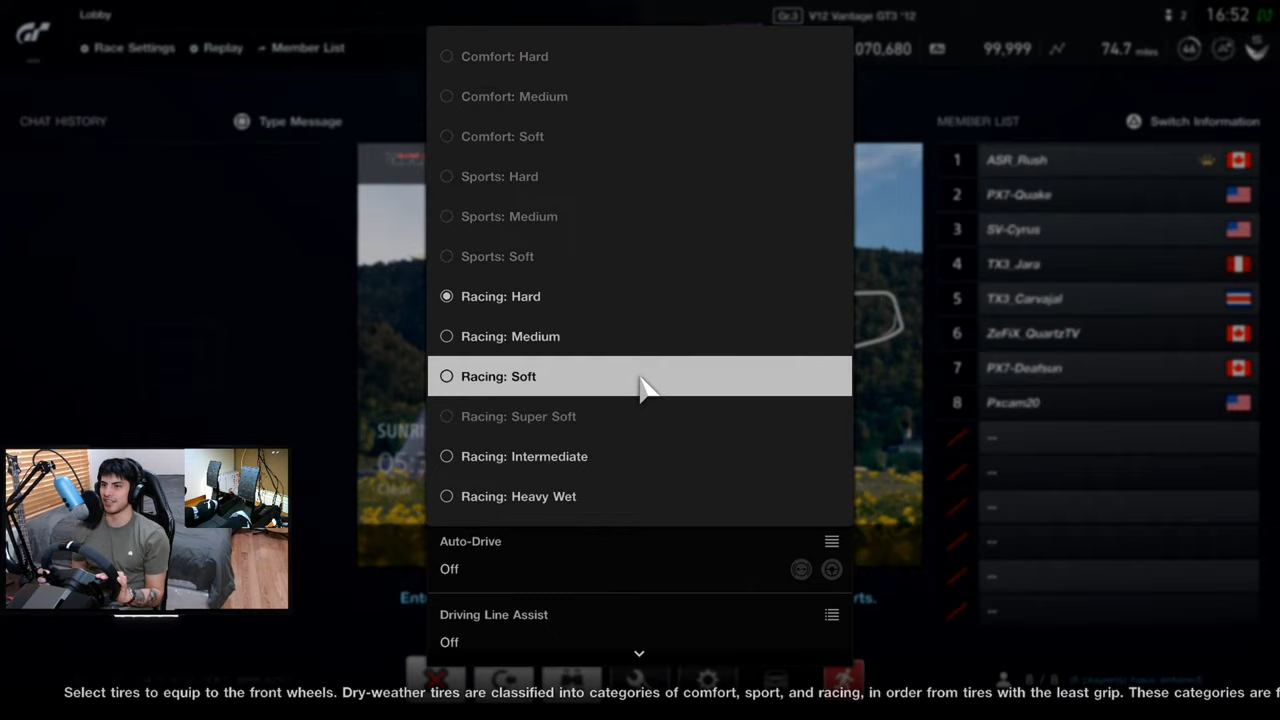 Lobby
Gr.3 V12 Vantage GT3 '12
2 16:52
Race Settings Replay Member List
070,680 99,999 74.7 miles
CHAT HISTORY Type Message
MEMBER LIST Switch Information
Comfort: Hard
Comfort: Medium
Comfort: Soft
Sports: Hard
Sports: Medium
Sports: Soft
Racing: Hard
Racing: Medium
Racing: Soft
Racing: Super Soft
Racing: Intermediate
Racing: Heavy Wet
Auto-Drive
Off
Driving Line Assist
Off
1 ASR_Rush
2 PX7-Quake
3 SV-Cyrus
4 TX3_Jara
5 TX3_Carvajal
6 ZeFiX_QuartzTV
7 PX7-Deafsun
8 Pxcam20
8 / 8
Select tires to equip to the front wheels. Dry-weather tires are classified into categories of comfort, sport, and racing, in order from tires with the least grip. These categories are f